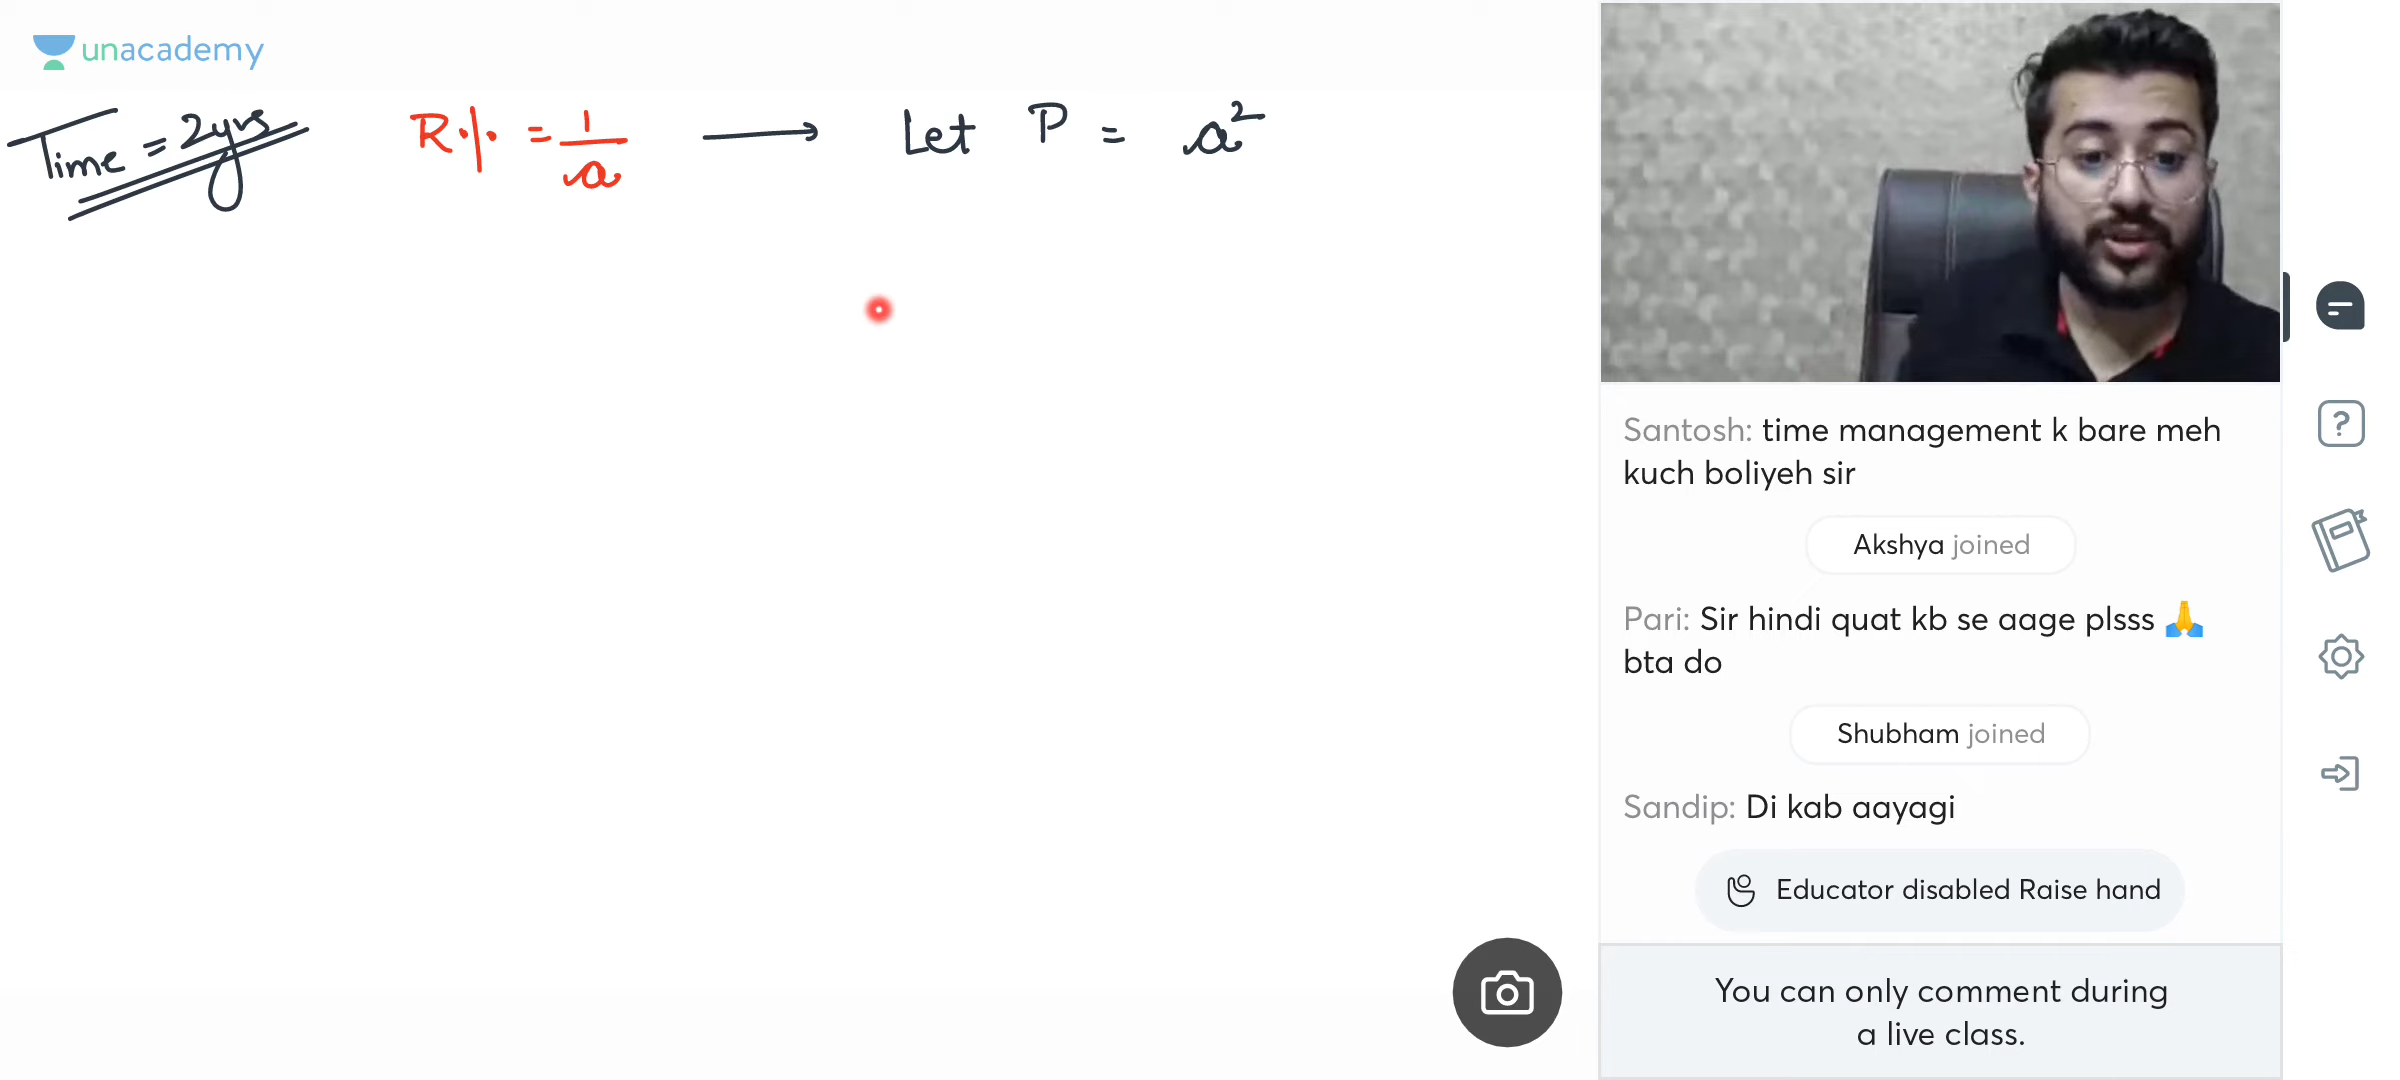 unacademy
Time = 2yrs R% = 1/a → Let P = a²
Santosh: time management k bare meh
kuch boliyeh sir
Akshya joined
Pari: Sir hindi quat kb se aage plsss 🙏
bta do
Shubham joined
Sandip: Di kab aayagi
Educator disabled Raise hand
You can only comment during
a live class.